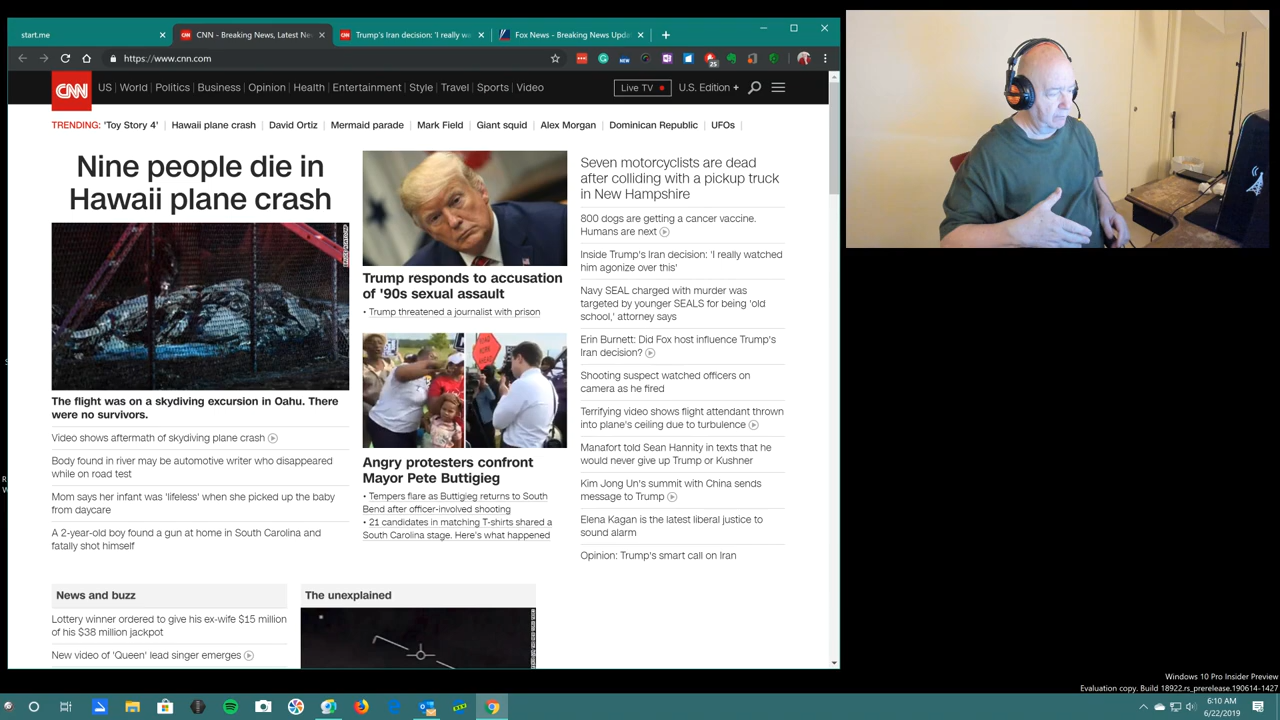 start.me
CNN - Breaking News, Latest Ne
Trump's Iran decision: 'I really wa
Fox News - Breaking News Upda
https://www.cnn.com
25
CNN
US World Politics Business Opinion Health Entertainment Style Travel Sports Video
Live TV
U.S. Edition +
TRENDING: 'Toy Story 4' Hawaii plane crash David Ortiz Mermaid parade Mark Field Giant squid Alex Morgan Dominican Republic UFOs
Nine people die in
Hawaii plane crash
The flight was on a skydiving excursion in Oahu. There
were no survivors.
Video shows aftermath of skydiving plane crash
Body found in river may be automotive writer who disappeared
while on road test
Mom says her infant was 'lifeless' when she picked up the baby
from daycare
A 2-year-old boy found a gun at home in South Carolina and
fatally shot himself
Trump responds to accusation
of '90s sexual assault
• Trump threatened a journalist with prison
Angry protesters confront
Mayor Pete Buttigieg
• Tempers flare as Buttigieg returns to South
Bend after officer-involved shooting
• 21 candidates in matching T-shirts shared a
South Carolina stage. Here's what happened
Seven motorcyclists are dead
after colliding with a pickup truck
in New Hampshire
800 dogs are getting a cancer vaccine.
Humans are next
Inside Trump's Iran decision: 'I really watched
him agonize over this'
Navy SEAL charged with murder was
targeted by younger SEALS for being 'old
school,' attorney says
Erin Burnett: Did Fox host influence Trump's
Iran decision?
Shooting suspect watched officers on
camera as he fired
Terrifying video shows flight attendant thrown
into plane's ceiling due to turbulence
Manafort told Sean Hannity in texts that he
would never give up Trump or Kushner
Kim Jong Un's summit with China sends
message to Trump
Elena Kagan is the latest liberal justice to
sound alarm
Opinion: Trump's smart call on Iran
News and buzz
Lottery winner ordered to give his ex-wife $15 million
of his $38 million jackpot
New video of 'Queen' lead singer emerges
The unexplained
Windows 10 Pro Insider Preview
Evaluation copy. Build 18922.rs_prerelease.190614-1427
6:10 AM
6/22/2019